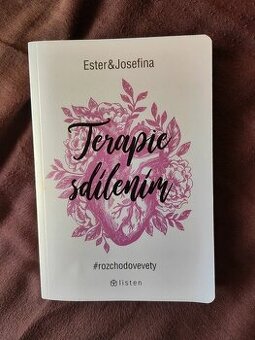 Ester&Josefina
Terapie
sdílením
#rozchodovevety
listen